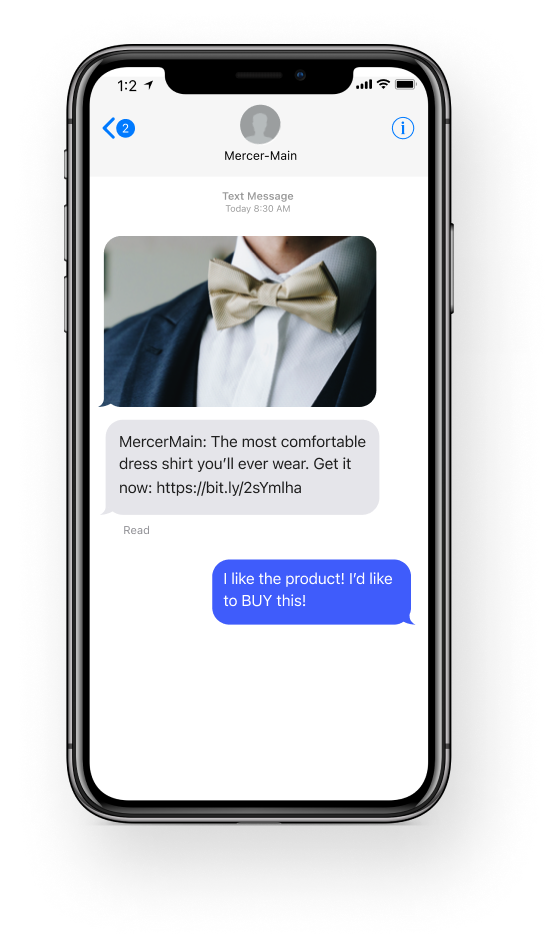 1:2
2
i
Mercer-Main
Text Message
Today 8:30 AM
MercerMain: The most comfortable
dress shirt you’ll ever wear. Get it
now: https://bit.ly/2sYmlha
Read
I like the product! I’d like
to BUY this!